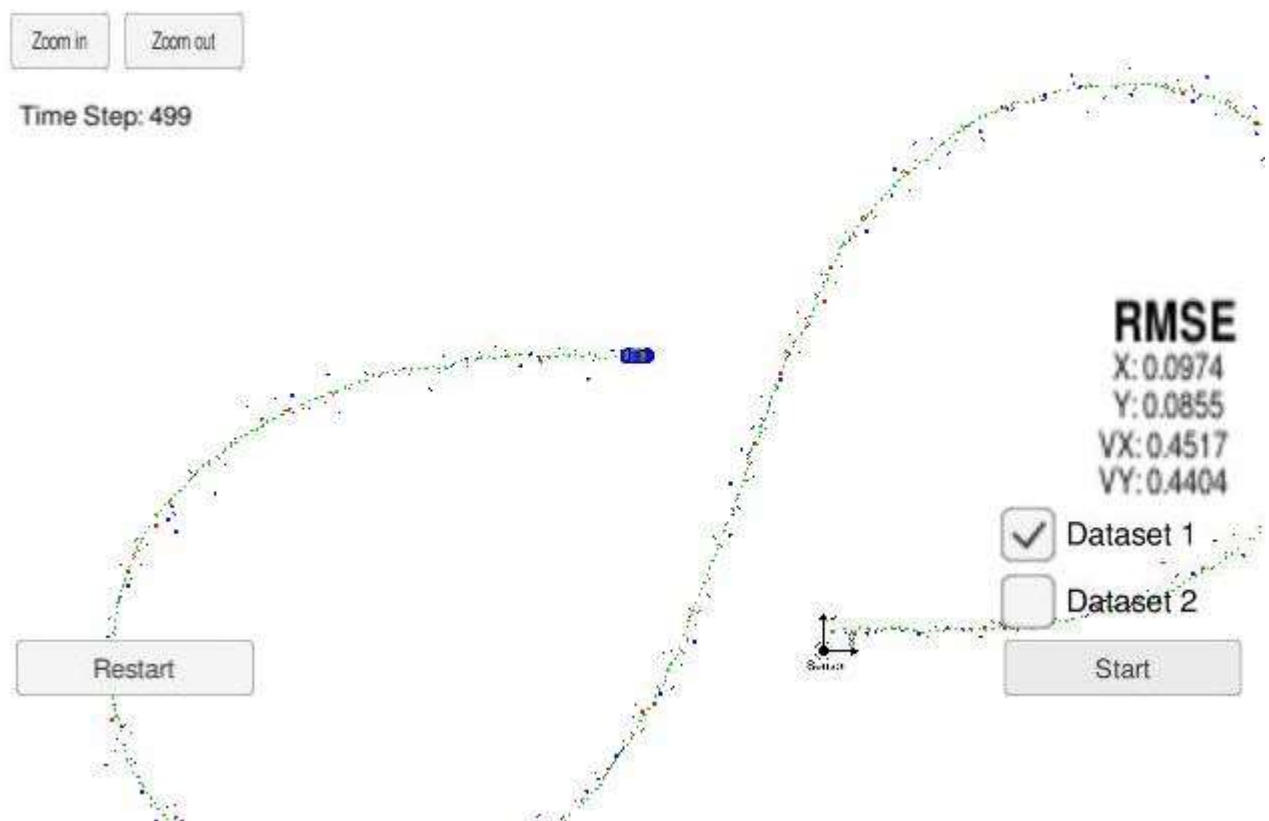 Zoom in
Zoom out
Time Step: 499
RMSE
X: 0.0974
Y: 0.0855
VX: 0.4517
VY: 0.4404
Dataset 1
Dataset 2
Sensor
Restart
Start